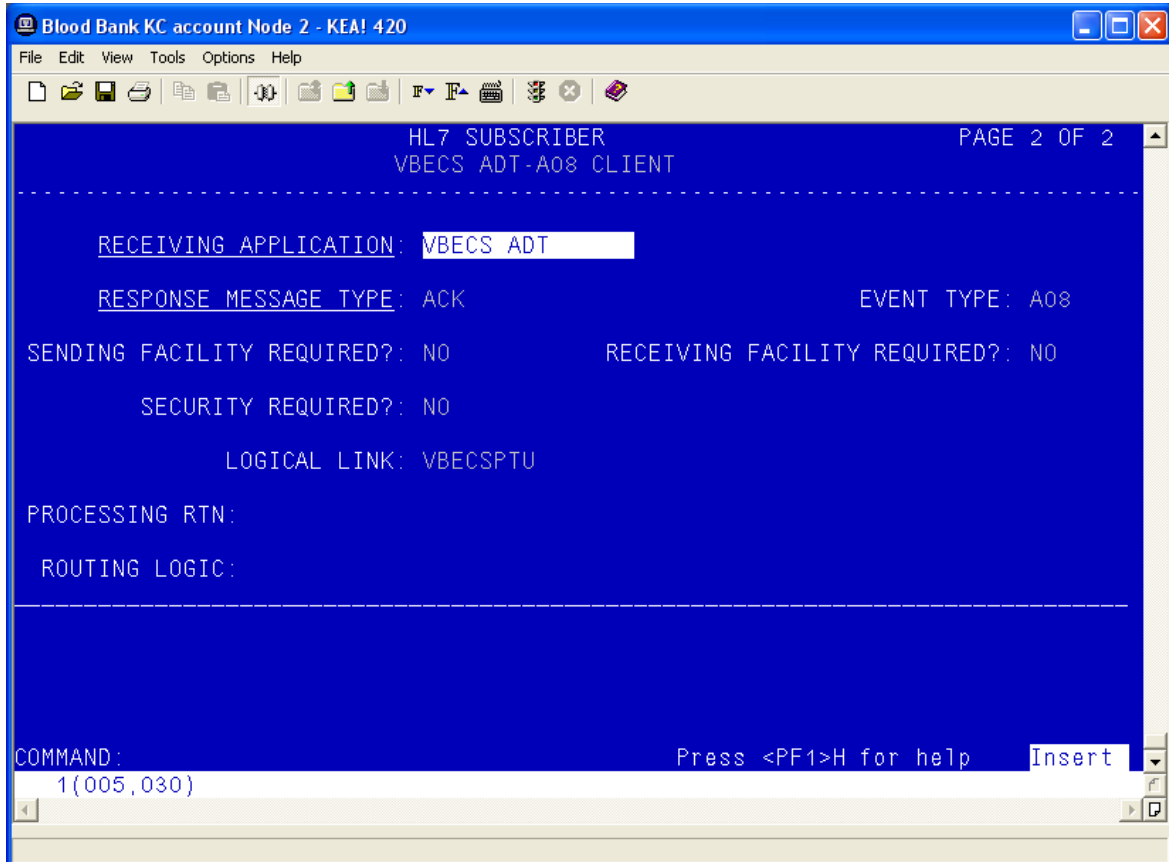 Blood Bank KC account Node 2 - KEA! 420
File Edit View Tools Options Help
HL7 SUBSCRIBER PAGE 2 OF 2
VBECS ADT-A08 CLIENT
RECEIVING APPLICATION: VBECS ADT
RESPONSE MESSAGE TYPE: ACK EVENT TYPE: A08
SENDING FACILITY REQUIRED?: NO RECEIVING FACILITY REQUIRED?: NO
SECURITY REQUIRED?: NO
LOGICAL LINK: VBECSPTU
PROCESSING RTN:
ROUTING LOGIC:
COMMAND: Press <PF1>H for help Insert
1(005,030)